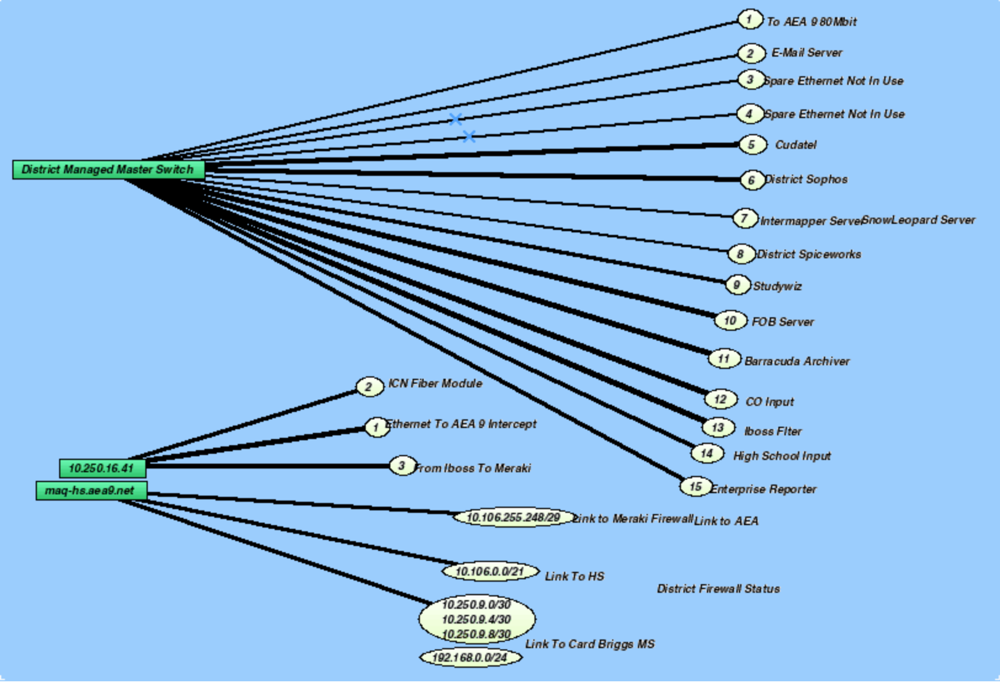 1 To AEA 9 80Mbit
2 E-Mail Server
3 Spare Ethernet Not In Use
4 Spare Ethernet Not In Use
5 Cudatel
District Managed Master Switch
6 District Sophos
7 Intermapper Server SnowLeopard Server
8 District Spiceworks
9 Studywiz
10 FOB Server
11 Barracuda Archiver
2 ICN Fiber Module
12 CO Input
1 Ethernet To AEA 9 Intercept
13 Iboss Flter
14 High School Input
10.250.16.41
3 From Iboss To Meraki
maq-hs.aea9.net
15 Enterprise Reporter
10.106.255.248/29 Link to Meraki Firewall Link to AEA
10.106.0.0/21 Link To HS
District Firewall Status
10.250.9.0/30
10.250.9.4/30
10.250.9.8/30
Link To Card Briggs MS
192.168.0.0/24